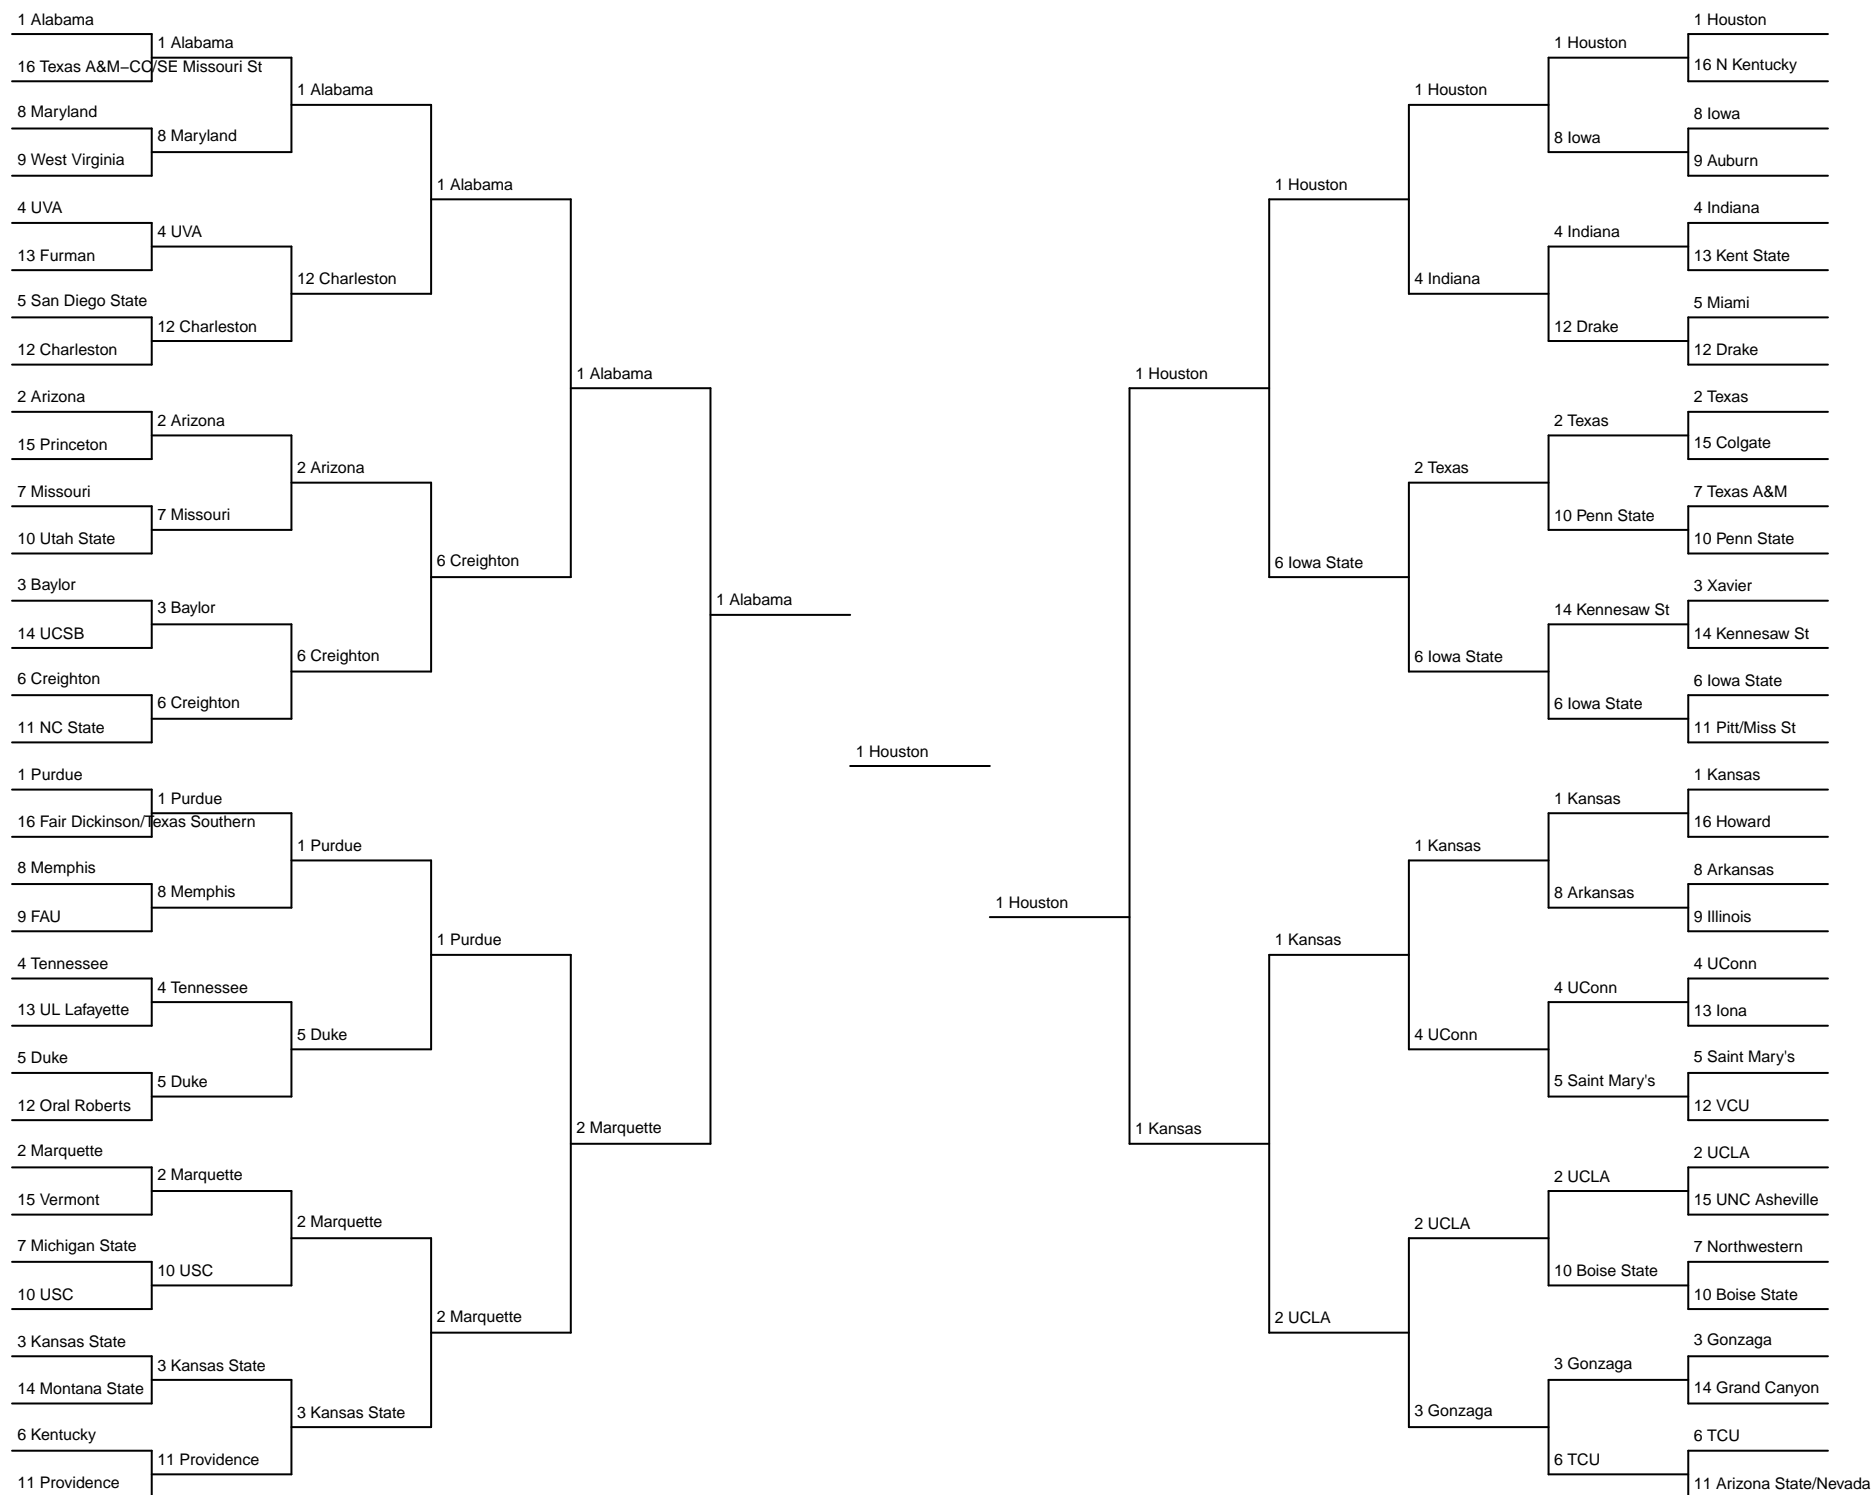 1 Alabama
16 Texas A&M–CC/SE Missouri St
8 Maryland
9 West Virginia
4 UVA
13 Furman
5 San Diego State
12 Charleston
2 Arizona
15 Princeton
7 Missouri
10 Utah State
3 Baylor
14 UCSB
6 Creighton
11 NC State
1 Purdue
16 Fair Dickinson/Texas Southern
8 Memphis
9 FAU
4 Tennessee
13 UL Lafayette
5 Duke
12 Oral Roberts
2 Marquette
15 Vermont
7 Michigan State
10 USC
3 Kansas State
14 Montana State
6 Kentucky
11 Providence
1 Alabama
8 Maryland
4 UVA
12 Charleston
2 Arizona
7 Missouri
3 Baylor
6 Creighton
1 Purdue
8 Memphis
4 Tennessee
5 Duke
2 Marquette
10 USC
3 Kansas State
11 Providence
1 Alabama
12 Charleston
2 Arizona
6 Creighton
1 Purdue
5 Duke
2 Marquette
3 Kansas State
1 Alabama
6 Creighton
1 Purdue
2 Marquette
1 Alabama
2 Marquette
1 Alabama
1 Houston
1 Houston
1 Houston
1 Kansas
1 Houston
6 Iowa State
1 Kansas
2 UCLA
1 Houston
4 Indiana
2 Texas
6 Iowa State
1 Kansas
4 UConn
2 UCLA
3 Gonzaga
1 Houston
8 Iowa
4 Indiana
12 Drake
2 Texas
10 Penn State
14 Kennesaw St
6 Iowa State
1 Kansas
8 Arkansas
4 UConn
5 Saint Mary's
2 UCLA
10 Boise State
3 Gonzaga
6 TCU
1 Houston
16 N Kentucky
8 Iowa
9 Auburn
4 Indiana
13 Kent State
5 Miami
12 Drake
2 Texas
15 Colgate
7 Texas A&M
10 Penn State
3 Xavier
14 Kennesaw St
6 Iowa State
11 Pitt/Miss St
1 Kansas
16 Howard
8 Arkansas
9 Illinois
4 UConn
13 Iona
5 Saint Mary's
12 VCU
2 UCLA
15 UNC Asheville
7 Northwestern
10 Boise State
3 Gonzaga
14 Grand Canyon
6 TCU
11 Arizona State/Nevada